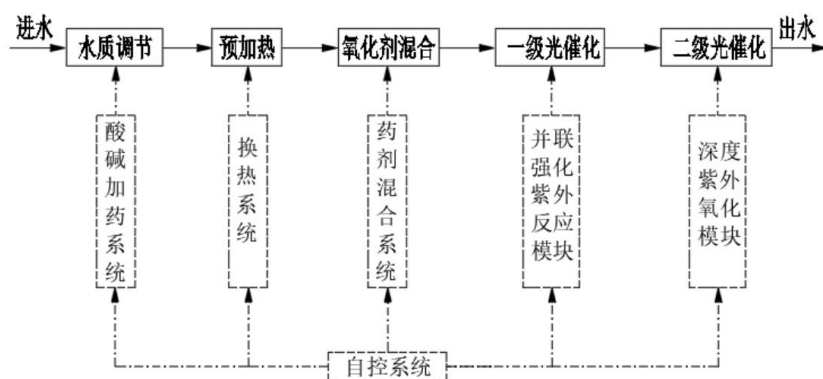 进水
水质调节
预加热
氧化剂混合
一级光催化
二级光催化
出水
酸碱加药系统
换热系统
药剂混合系统
并联
强化
紫外
反应
模块
深度
紫外
氧化
模块
自控系统